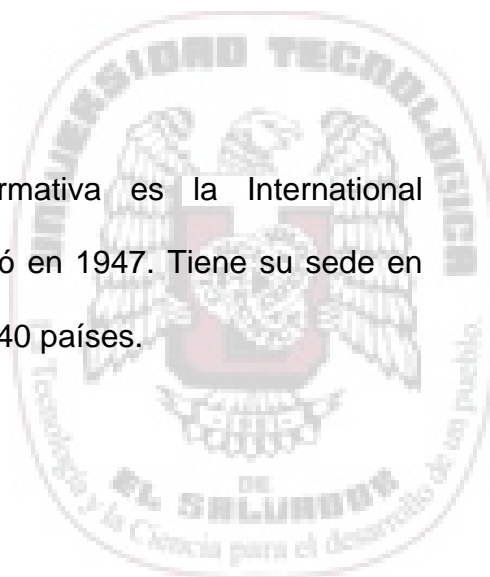 UNIVERSIDAD TECNOLOGICA
rmativa es la International
ó en 1947. Tiene su sede en
40 países.
DE
EL SALVADOR
Tecnología y la Ciencia para el desarrollo de un pueblo.